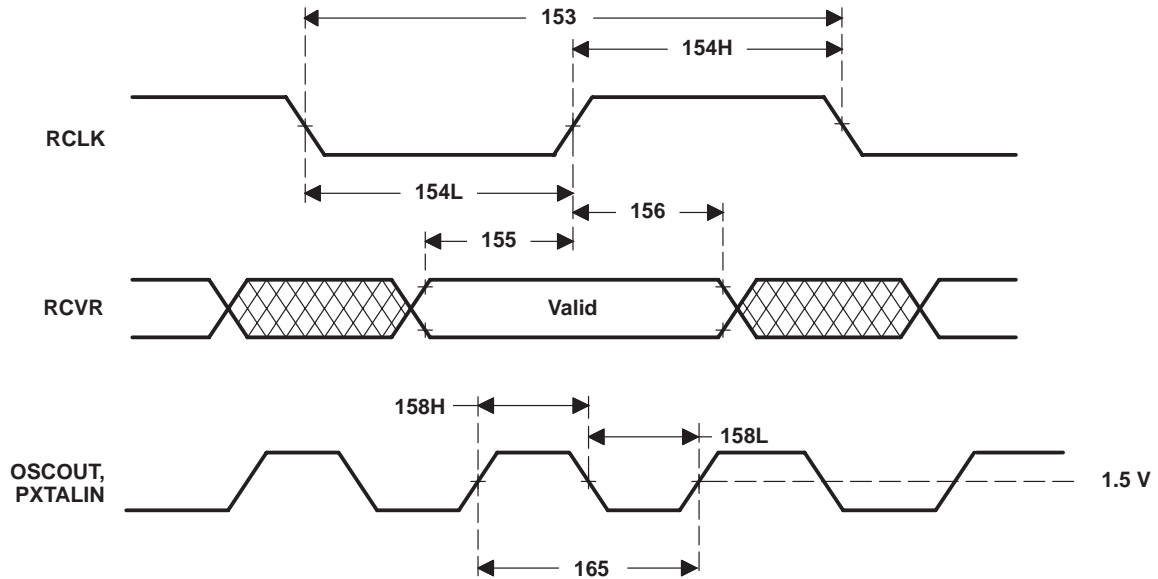 153
154H
RCLK
154L
156
155
RCVR
Valid
158H
158L
OSCOUT,
PXTALIN
1.5 V
165